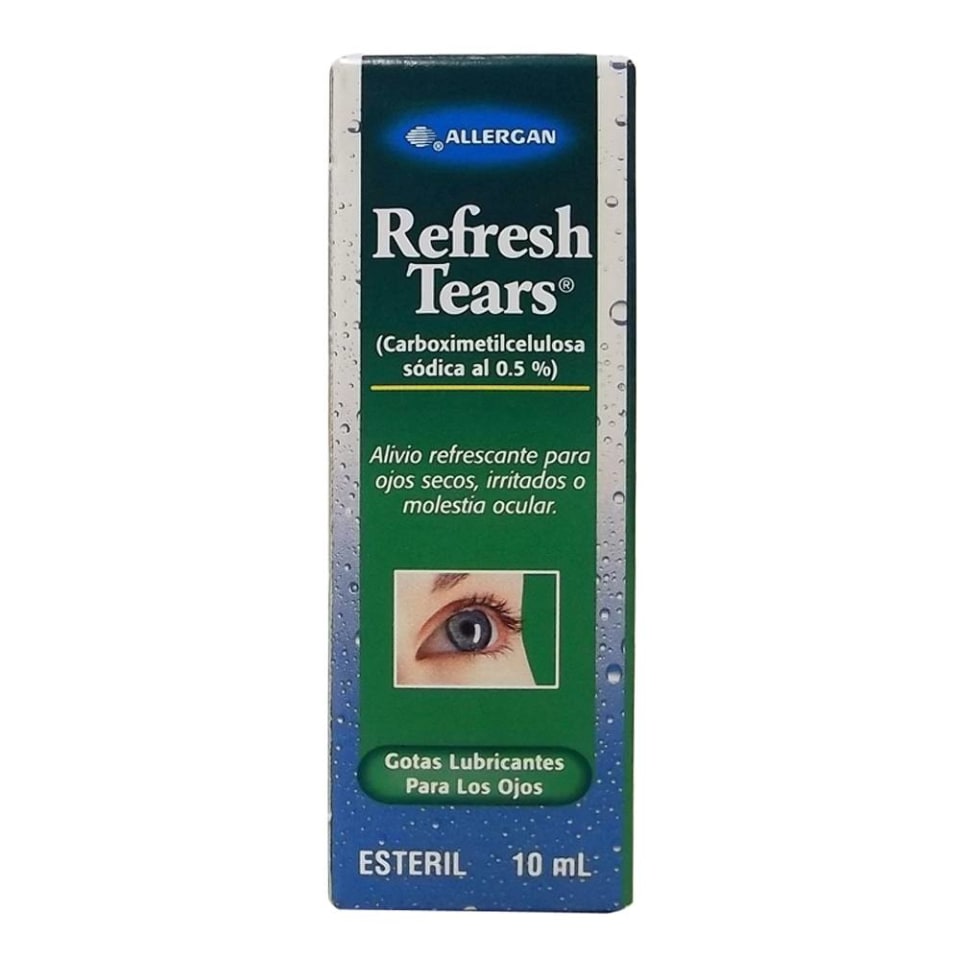 ALLERGAN
Refresh
Tears®
(Carboximetilcelulosa
sódica al 0.5 %)
Alivio refrescante para
ojos secos, irritados o
molestia ocular.
Gotas Lubricantes
Para Los Ojos
ESTERIL 10 mL